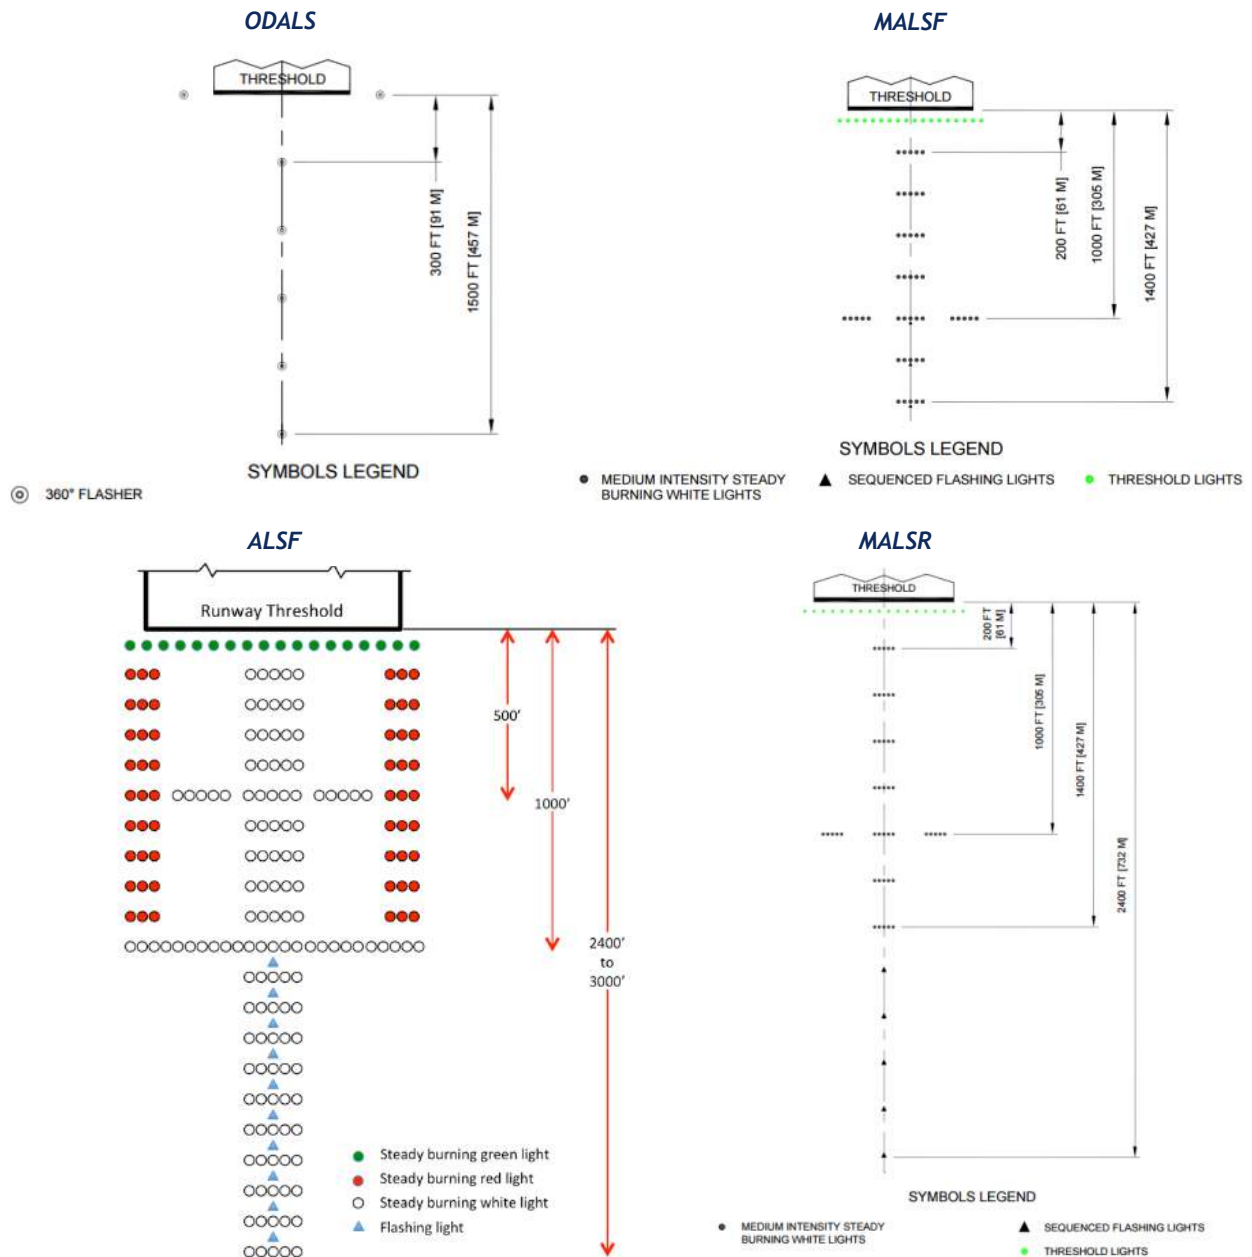 ODALS
THRESHOLD
300 FT [91 M]
1500 FT [457 M]
SYMBOLS LEGEND
360° FLASHER
MALSF
THRESHOLD
200 FT [61 M]
1000 FT [305 M]
1400 FT [427 M]
SYMBOLS LEGEND
MEDIUM INTENSITY STEADY
BURNING WHITE LIGHTS
SEQUENCED FLASHING LIGHTS
THRESHOLD LIGHTS
ALSF
Runway Threshold
500'
1000'
2400'
to
3000'
Steady burning green light
Steady burning red light
Steady burning white light
Flashing light
MALSR
THRESHOLD
200 FT
[61 M]
1000 FT [305 M]
1400 FT [427 M]
2400 FT [732 M]
SYMBOLS LEGEND
MEDIUM INTENSITY STEADY
BURNING WHITE LIGHTS
SEQUENCED FLASHING LIGHTS
THRESHOLD LIGHTS